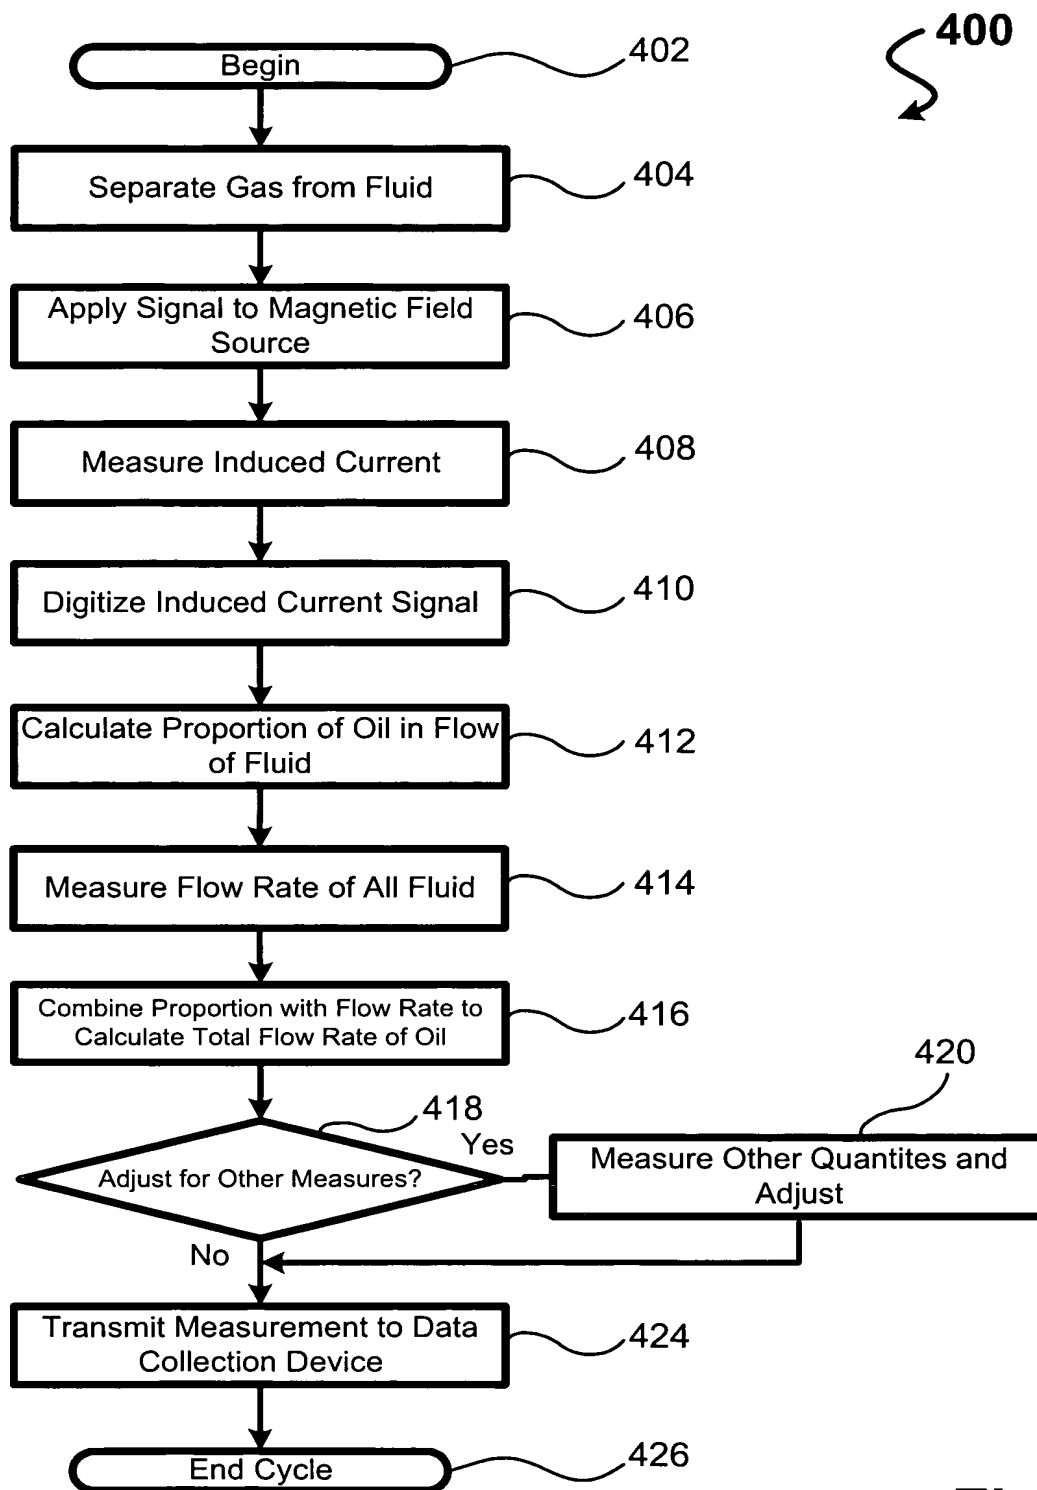 400
Begin
402
Separate Gas from Fluid
404
Apply Signal to Magnetic Field
Source
406
Measure Induced Current
408
Digitize Induced Current Signal
410
Calculate Proportion of Oil in Flow
of Fluid
412
Measure Flow Rate of All Fluid
414
Combine Proportion with Flow Rate to
Calculate Total Flow Rate of Oil
416
418
Adjust for Other Measures?
Yes
420
Measure Other Quantites and
Adjust
No
Transmit Measurement to Data
Collection Device
424
End Cycle
426